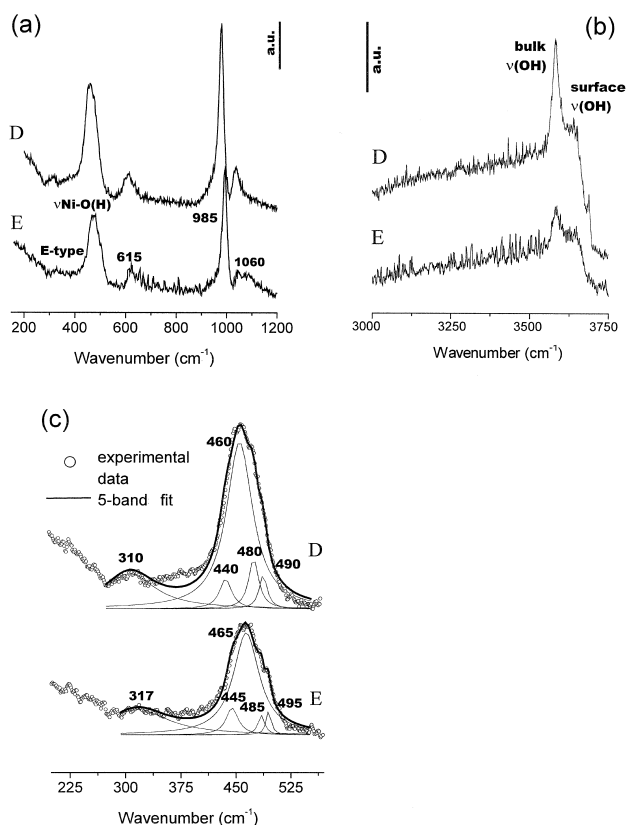 (a)
a.u.
D
νNi-O(H)
E
985
E-type
615
1060
200 400 600 800 1000 1200
Wavenumber (cm-1)
(b)
a.u.
bulk
ν(OH)
surface
ν(OH)
D
E
3000 3250 3500 3750
Wavenumber (cm-1)
(c)
experimental
data
5-band fit
460
310
480
D
440
490
465
317
445
495
E
485
225 300 375 450 525
Wavenumber (cm-1)